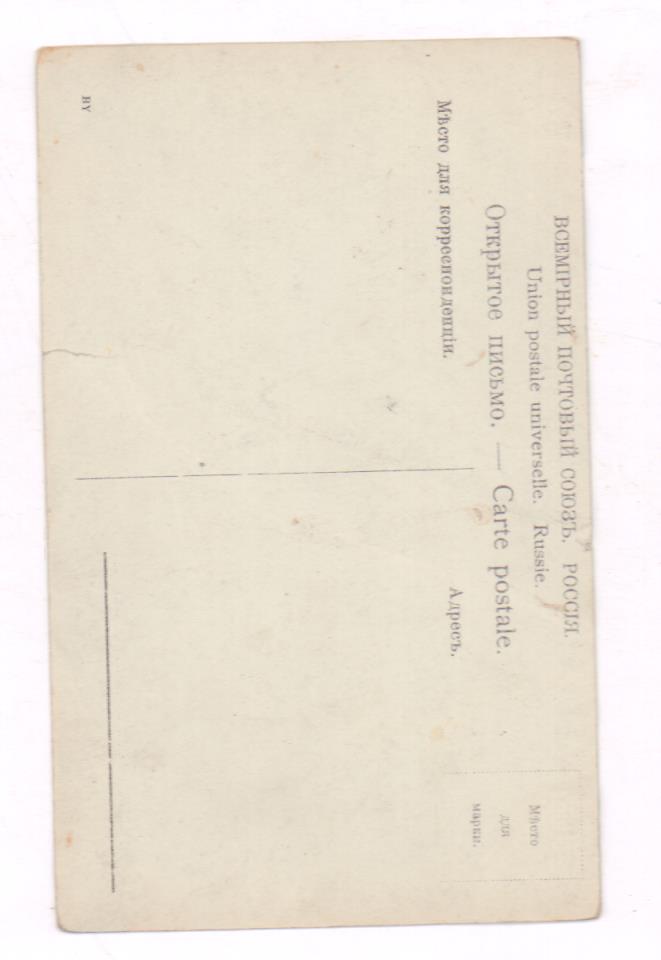 ВСЕМІРНЫЙ ПОЧТОВЫЙ СОЮЗЪ. РОССІЯ.
Union postale universelle. Russie.
Открытое письмо. — Carte postale.
Мѣсто для корреспонденціи.
Адресъ.
Мѣсто
для
марки.
BY